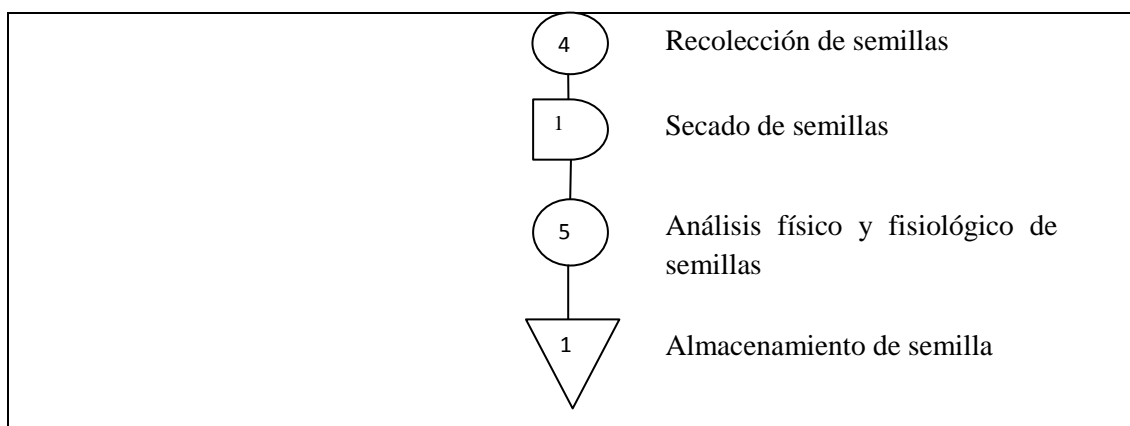 4 Recolección de semillas
1 Secado de semillas
5 Análisis físico y fisiológico de
semillas
1 Almacenamiento de semilla